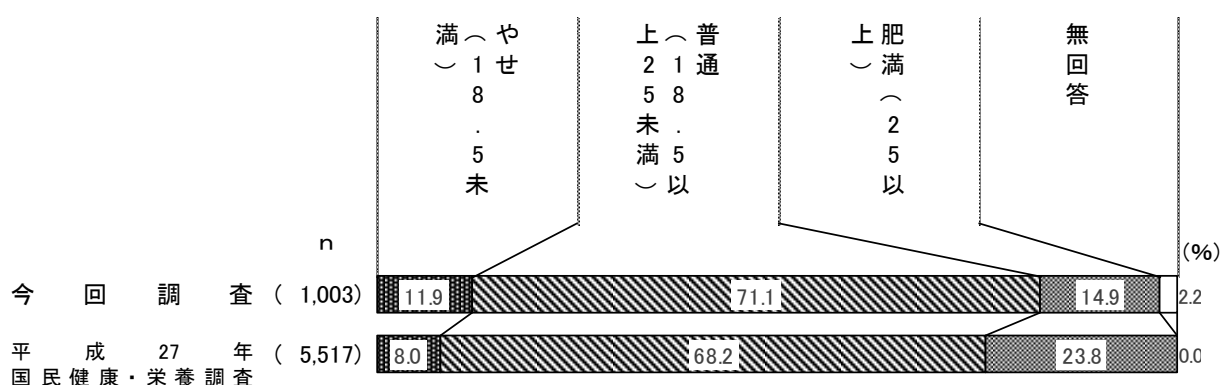 やせ
（18.5未
満）
普通
（18.5以
上25未満）
肥満（25以
上）
無回答
n
(%)
今回調査 ( 1,003)
11.9
71.1
14.9
2.2
平成27年
国民健康・栄養調査
( 5,517)
8.0
68.2
23.8
0.0